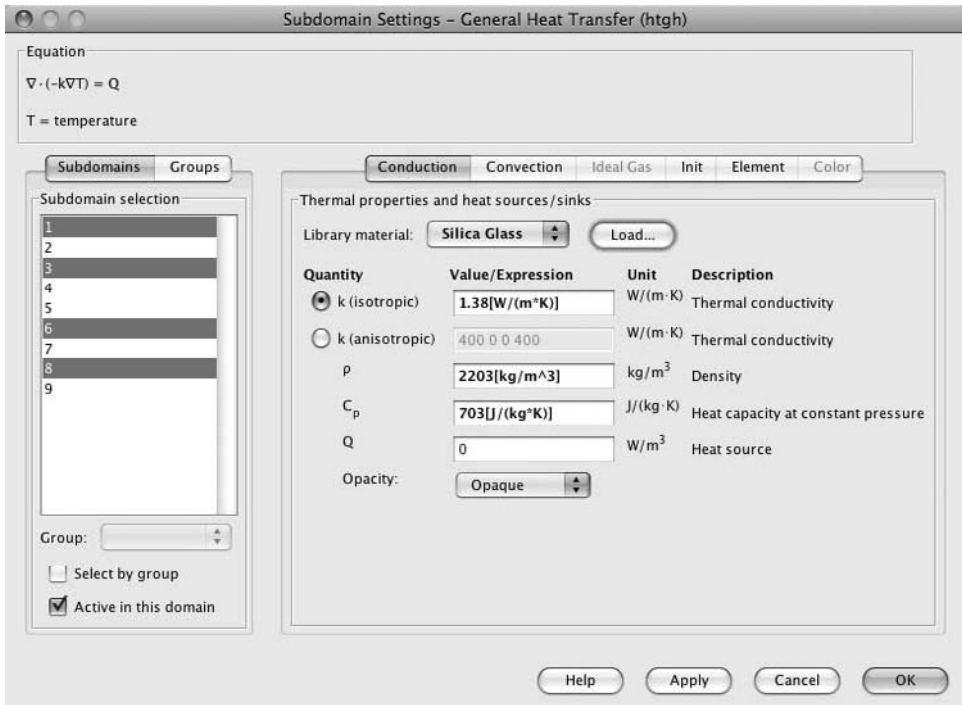 Subdomain Settings – General Heat Transfer (htgh)
Equation
∇·(-k∇T) = Q
T = temperature
Subdomains Groups
Subdomain selection
1
2
3
4
5
6
7
8
9
Group:
Select by group
Active in this domain
Conduction Convection Ideal Gas Init Element Color
Thermal properties and heat sources/sinks
Library material: Silica Glass Load...
Quantity Value/Expression Unit Description
k (isotropic) 1.38[W/(m*K)] W/(m·K) Thermal conductivity
k (anisotropic) 400 0 0 400 W/(m·K) Thermal conductivity
ρ 2203[kg/m^3] kg/m³ Density
Cₚ 703[J/(kg*K)] J/(kg·K) Heat capacity at constant pressure
Q 0 W/m³ Heat source
Opacity: Opaque
Help Apply Cancel OK